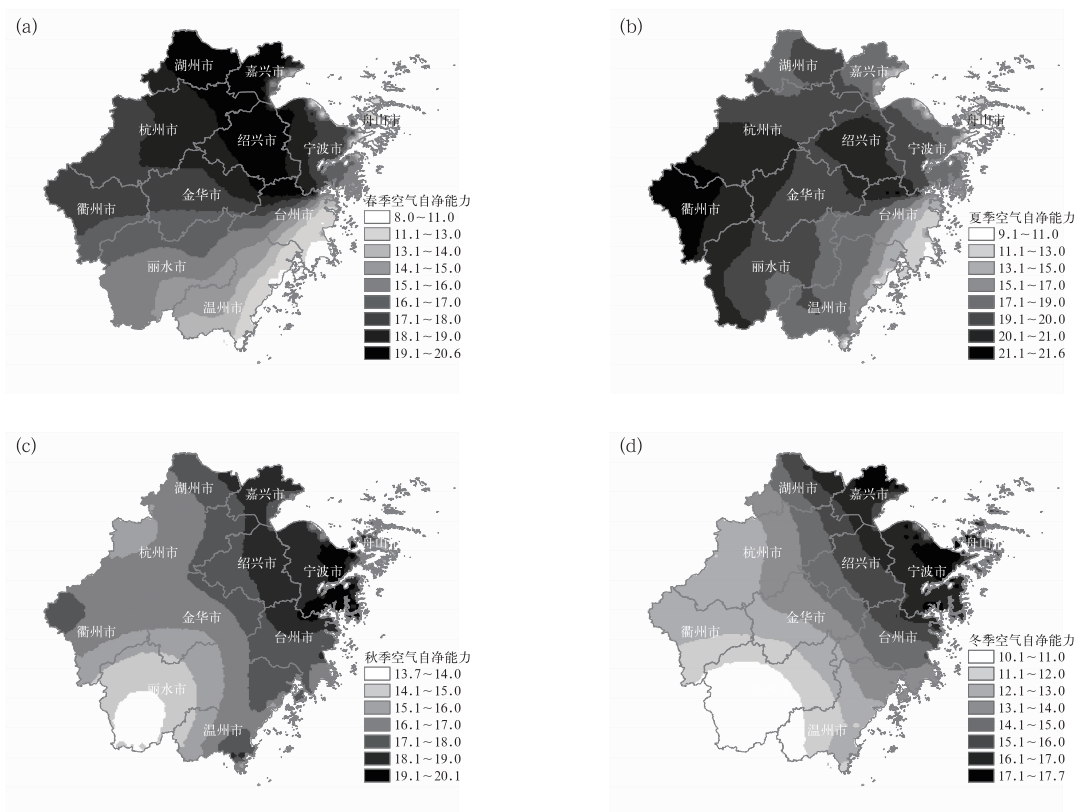 (a)
湖州市
嘉兴市
杭州市
绍兴市
宁波市
舟山市
金华市
衢州市
台州市
丽水市
温州市
春季空气自净能力
8.0~11.0
11.1~13.0
13.1~14.0
14.1~15.0
15.1~16.0
16.1~17.0
17.1~18.0
18.1~19.0
19.1~20.6
(b)
湖州市
嘉兴市
杭州市
绍兴市
宁波市
舟山市
金华市
衢州市
台州市
丽水市
温州市
夏季空气自净能力
9.1~11.0
11.1~13.0
13.1~15.0
15.1~17.0
17.1~19.0
19.1~20.0
20.1~21.0
21.1~21.6
(c)
湖州市
嘉兴市
杭州市
绍兴市
宁波市
舟山市
金华市
衢州市
台州市
丽水市
温州市
秋季空气自净能力
13.7~14.0
14.1~15.0
15.1~16.0
16.1~17.0
17.1~18.0
18.1~19.0
19.1~20.1
(d)
湖州市
嘉兴市
杭州市
绍兴市
宁波市
舟山市
金华市
衢州市
台州市
温州市
冬季空气自净能力
10.1~11.0
11.1~12.0
12.1~13.0
13.1~14.0
14.1~15.0
15.1~16.0
16.1~17.0
17.1~17.7